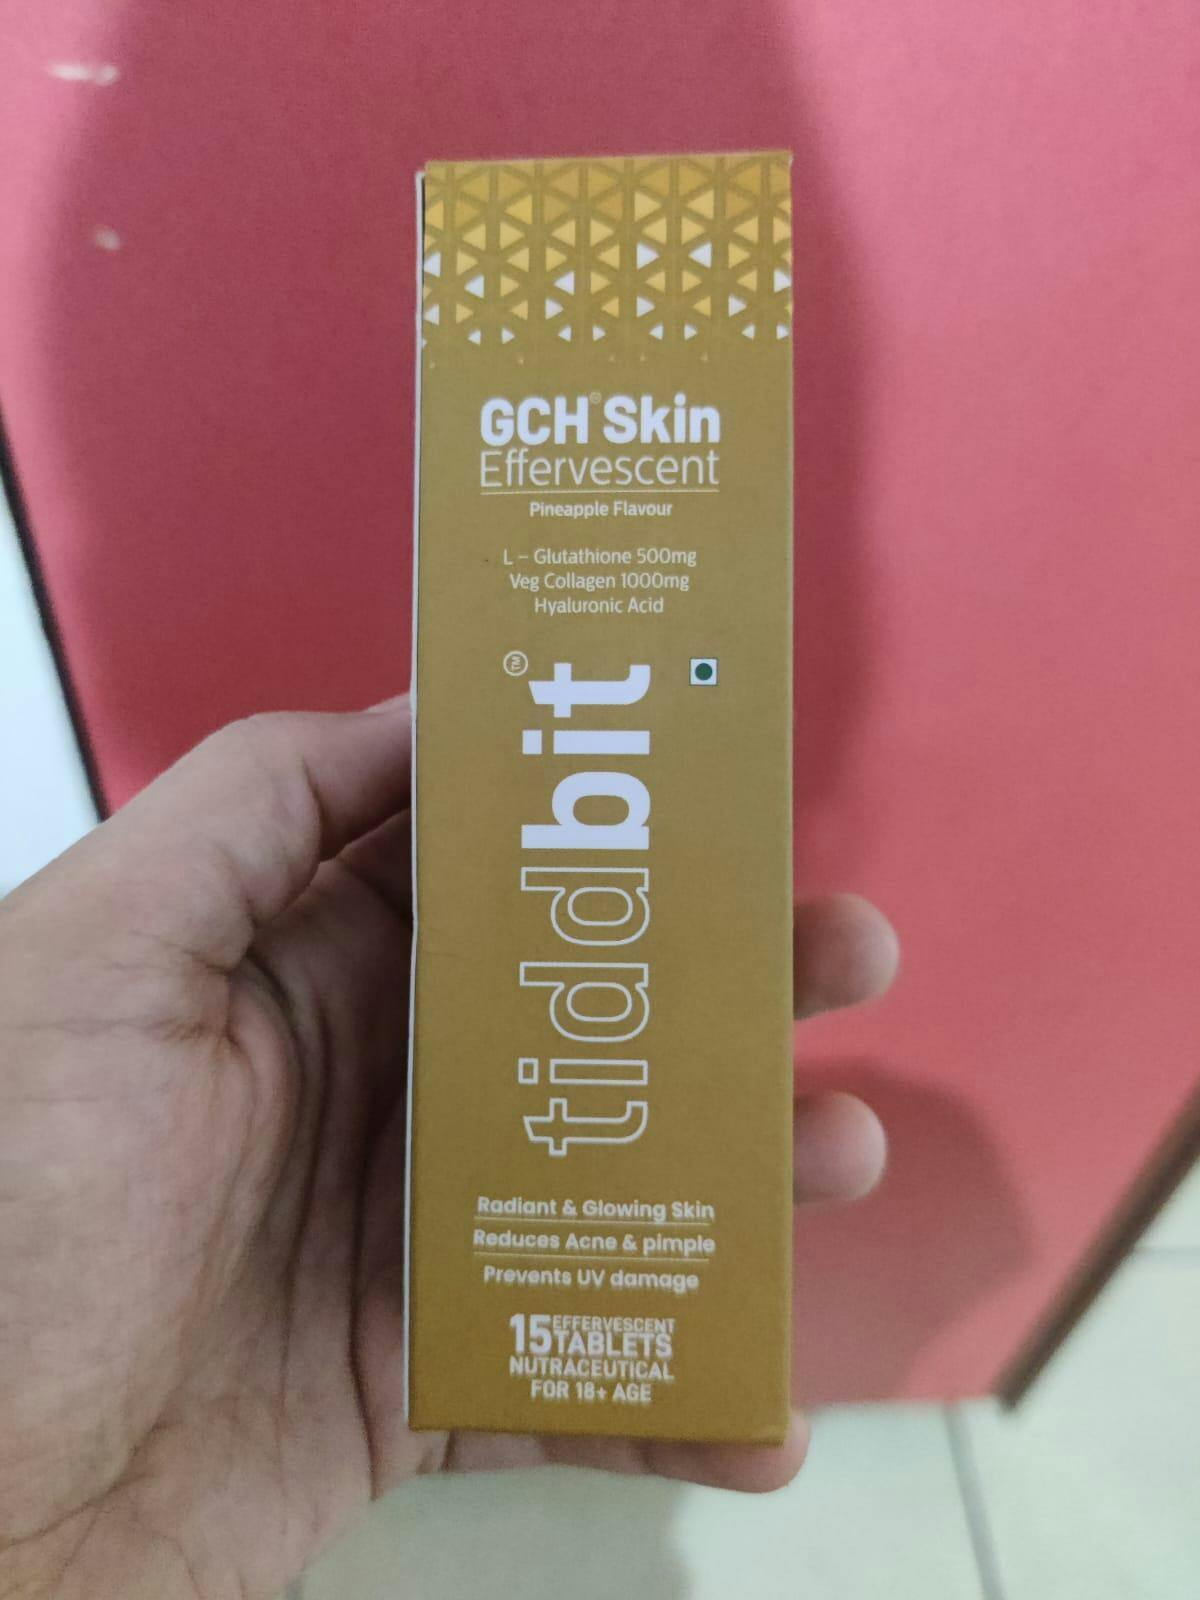 GCH® Skin
Effervescent
Pineapple Flavour
L – Glutathione 500mg
Veg Collagen 1000mg
Hyaluronic Acid
tiddbit™
Radiant & Glowing Skin
Reduces Acne & pimple
Prevents UV damage
15 EFFERVESCENT
TABLETS
NUTRACEUTICAL
FOR 18+ AGE